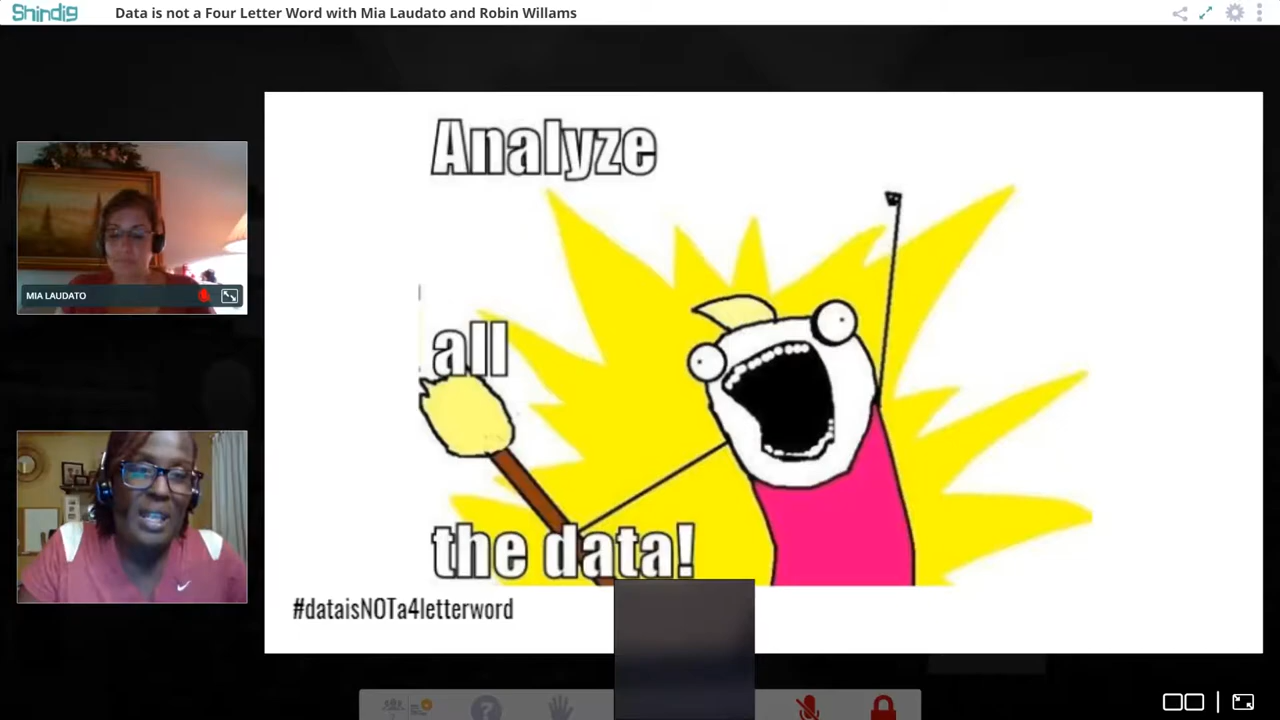 Shindig
Data is not a Four Letter Word with Mia Laudato and Robin Willams
Analyze
all
the data!
MIA LAUDATO
#dataisNOTa4letterword